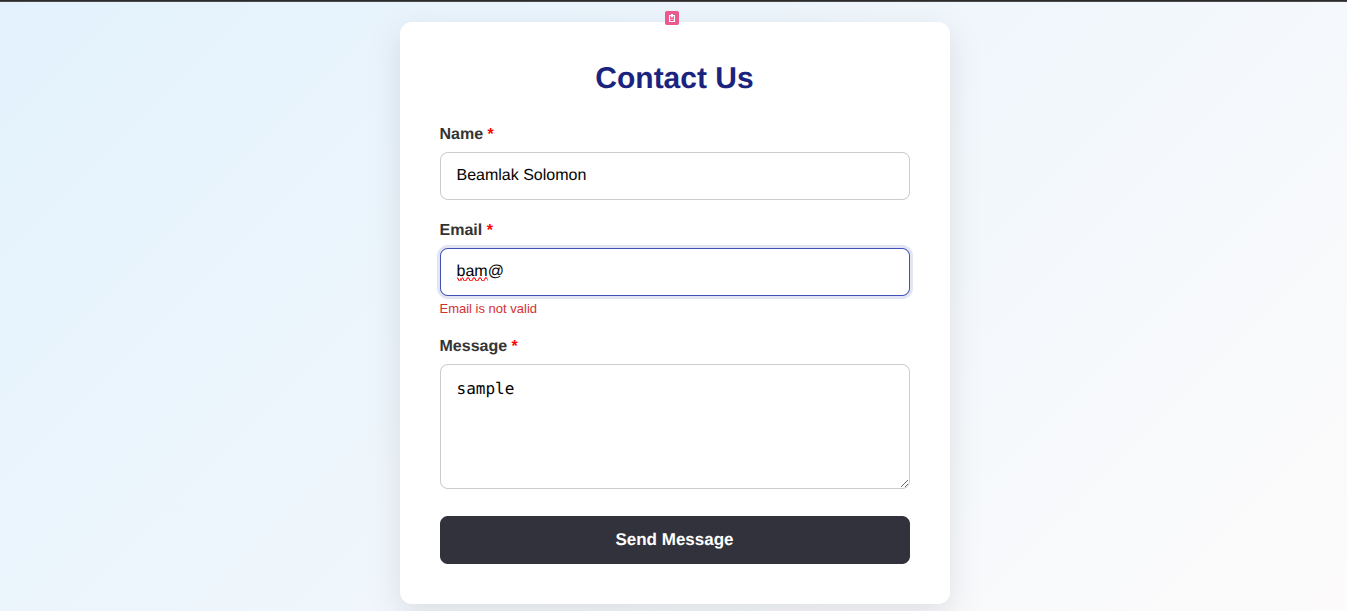 Contact Us
Name *
Beamlak Solomon
Email *
bam@
Email is not valid
Message *
sample
Send Message